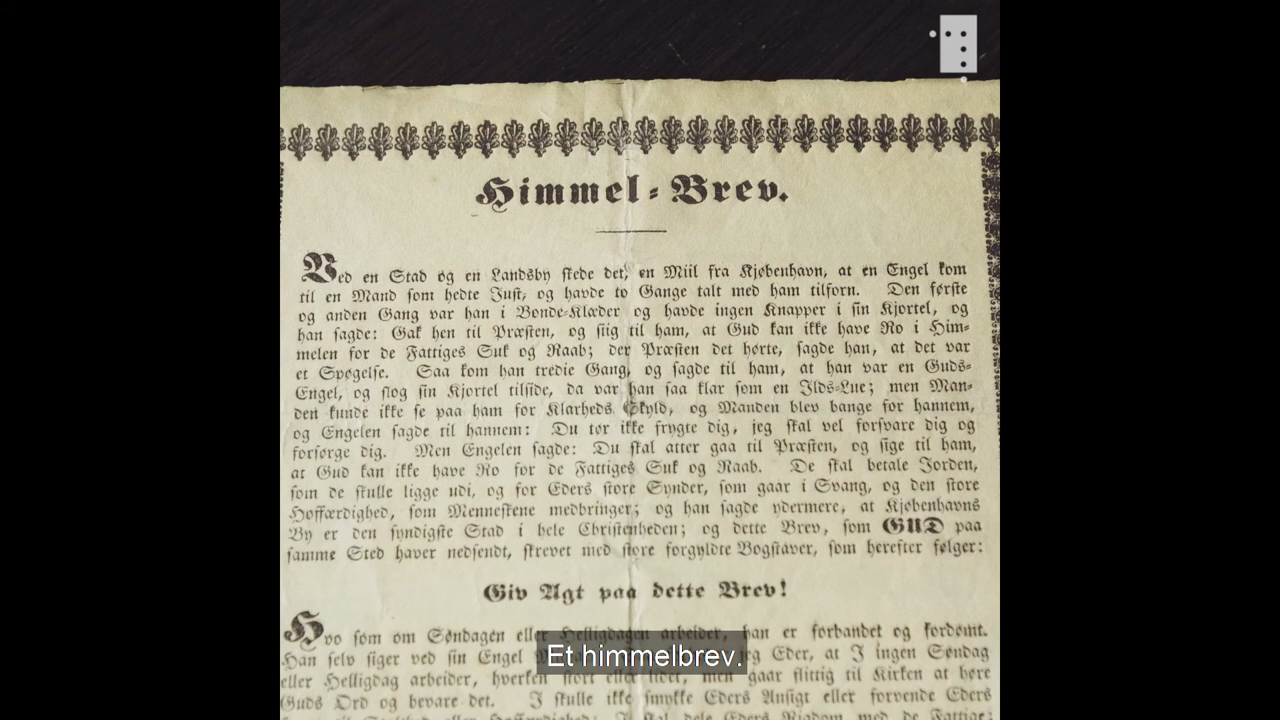 Himmel-Brev.
Ved en Stad og en Landsby skede det, en Miil fra Kjøbenhavn, at en Engel kom
til en Mand som hedte Just, og havde to Gange talt med ham tilforn. Den første
og anden Gang var han i Bonde-Klæder og havde ingen Knapper i sin Kjortel, og
han sagde: Gak hen til Præsten, og siig til ham, at Gud kan ikke have Ro i Him-
melen for de Fattiges Suk og Raab; der Præsten det hørte, sagde han, at det var
et Spøgelse. Saa kom han tredie Gang, og sagde til ham, at han var en Guds-
Engel, og slog sin Kjortel tilside, da var han saa klar som en Ilds-Lue; men Man-
den kunde ikke se paa ham for Klarheds Skyld, og Manden blev bange for hannem,
og Engelen sagde til hannem: Du tør ikke frygte dig, jeg skal vel forsvare dig og
forsørge dig. Men Engelen sagde: Du skal atter gaa til Præsten, og sige til ham,
at Gud kan ikke have Ro for de Fattiges Suk og Raab. De skal betale Jorden,
som de skulle ligge udi, og for Eders store Synder, som gaar i Svang, og den store
Hoffærdighed, som Menneskene medbringer; og han sagde ydermere, at Kjøbenhavns
By er den syndigste Stad i hele Christenheden; og dette Brev, som GUD paa
samme Sted haver nedsendt, skrevet med store forgyldte Bogstaver, som herefter følger:
Giv Agt paa dette Brev!
Hvo som om Søndagen eller Helligdagen arbeider, han er forbandet og fordømt.
Han selv siger ved sin Engel jeg Eder, at I ingen Søndag
eller Helligdag arbeider, hverken stort eller lidet, men gaar flittig til Kirken at høre
Guds Ord og bevare det. I skulle ikke smykke Eders Ansigt eller forvende Eders
Et himmelbrev.